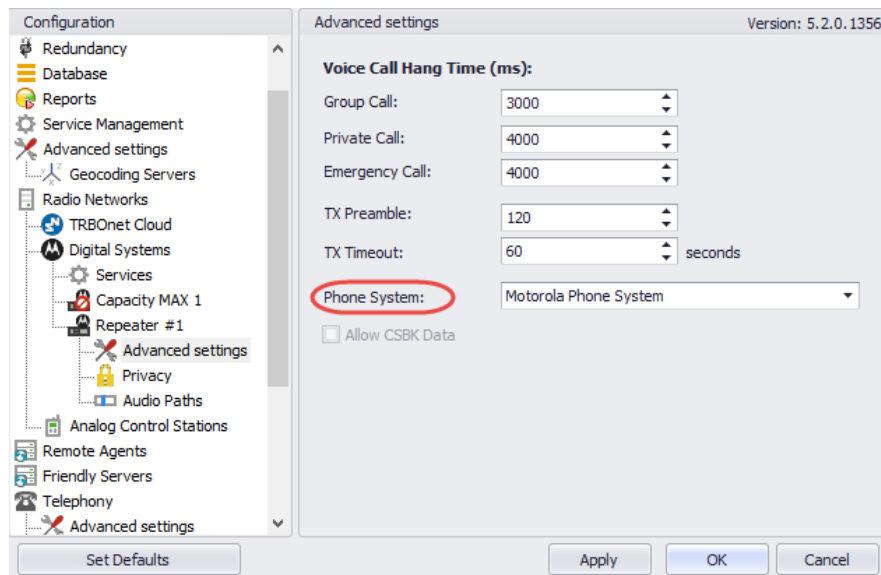 Configuration
Redundancy
Database
Reports
Service Management
Advanced settings
Geocoding Servers
Radio Networks
TRBOnet Cloud
Digital Systems
Services
Capacity MAX 1
Repeater #1
Advanced settings
Privacy
Audio Paths
Analog Control Stations
Remote Agents
Friendly Servers
Telephony
Advanced settings
Set Defaults
Advanced settings Version: 5.2.0.1356
Voice Call Hang Time (ms):
Group Call: 3000
Private Call: 4000
Emergency Call: 4000
TX Preamble: 120
TX Timeout: 60 seconds
Phone System: Motorola Phone System
Allow CSBK Data
Apply OK Cancel